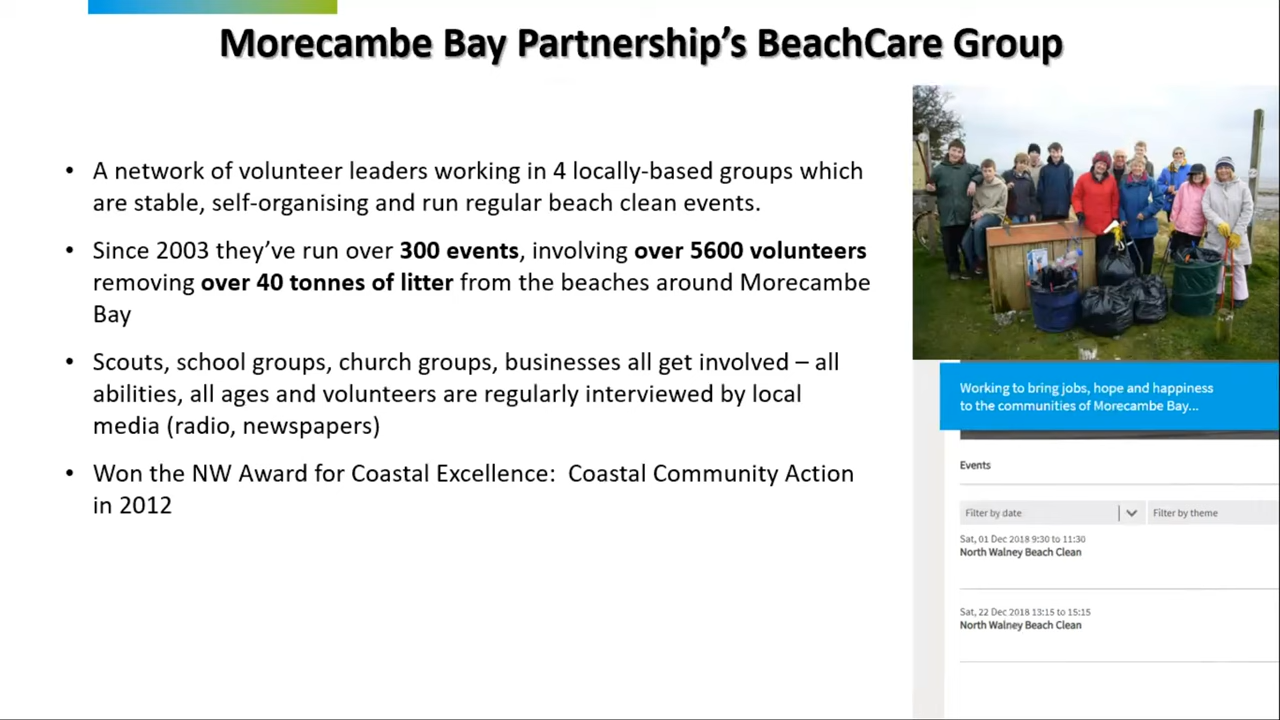 Morecambe Bay Partnership’s BeachCare Group
• A network of volunteer leaders working in 4 locally-based groups which
are stable, self-organising and run regular beach clean events.
• Since 2003 they’ve run over 300 events, involving over 5600 volunteers
removing over 40 tonnes of litter from the beaches around Morecambe
Bay
• Scouts, school groups, church groups, businesses all get involved – all
abilities, all ages and volunteers are regularly interviewed by local
media (radio, newspapers)
• Won the NW Award for Coastal Excellence:  Coastal Community Action
in 2012
Working to bring jobs, hope and happiness
to the communities of Morecambe Bay...
Events
Filter by date
Filter by theme
Sat, 01 Dec 2018 9:30 to 11:30
North Walney Beach Clean
Sat, 22 Dec 2018 13:15 to 15:15
North Walney Beach Clean